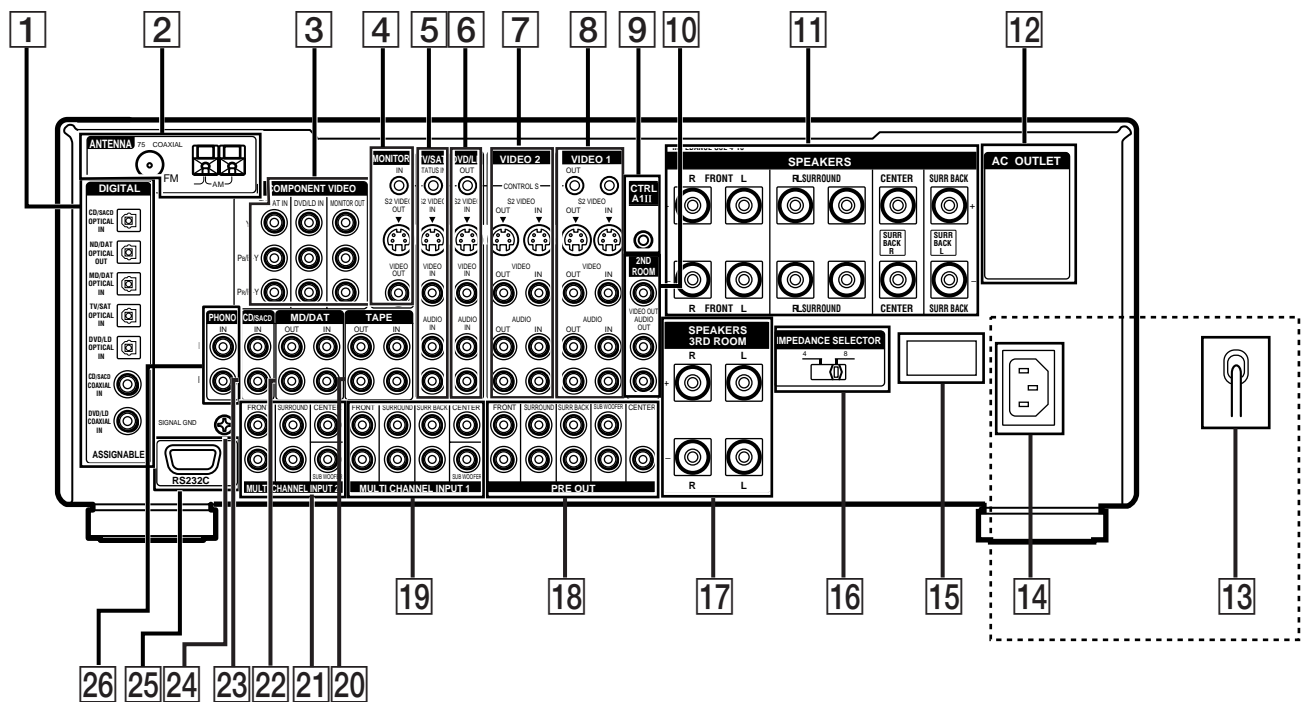 1 2 3 4 5 6 7 8 9 10 11 12
ANTENNA 75 COAXIAL
FM
AM
DIGITAL
CD/SACD
OPTICAL
IN
ND/DAT
OPTICAL
OUT
MD/DAT
OPTICAL
IN
TV/SAT
OPTICAL
IN
DVD/LD
OPTICAL
IN
CD/SACD
COAXIAL
IN
DVD/LD
COAXIAL
IN
ASSIGNABLE
COMPONENT VIDEO
AT IN DVD/LD IN MONITOR OUT
Y
MONITOR
IN
S2 VIDEO
OUT
VIDEO
OUT
TV/SAT
STATUS IN
S2 VIDEO
IN
VIDEO
IN
AUDIO
IN
DVD/L
OUT
S2 VIDEO
IN
VIDEO
IN
AUDIO
IN
VIDEO 2
CONTROL S
S2 VIDEO
OUT IN
VIDEO
OUT IN
AUDIO
OUT IN
VIDEO 1
OUT IN
S2 VIDEO
OUT IN
VIDEO
OUT IN
AUDIO
OUT IN
CTRL
A1II
2ND
ROOM
VIDEO OUT
AUDIO
OUT
SPEAKERS
R FRONT L
R L SURROUND
CENTER
SURR BACK
+
SURR
BACK
R
SURR
BACK
L
R FRONT L
R L SURROUND
CENTER
SURR BACK
AC OUTLET
PHONO
IN
CD/SACD
IN
MD/DAT
OUT IN
TAPE
OUT IN
SIGNAL GND
RS232C
FRONT SURROUND CENTER
SUB WOOFER
MULTI CHANNEL INPUT 2
FRONT SURROUND SURR BACK CENTER
SUB WOOFER
MULTI CHANNEL INPUT 1
FRONT SURROUND SURR BACK SUB WOOFER CENTER
PRE OUT
SPEAKERS
3RD ROOM
R L
+
–
R L
IMPEDANCE SELECTOR
4 8
19 18 17 16 15 14 13
26 25 24 23 22 21 20